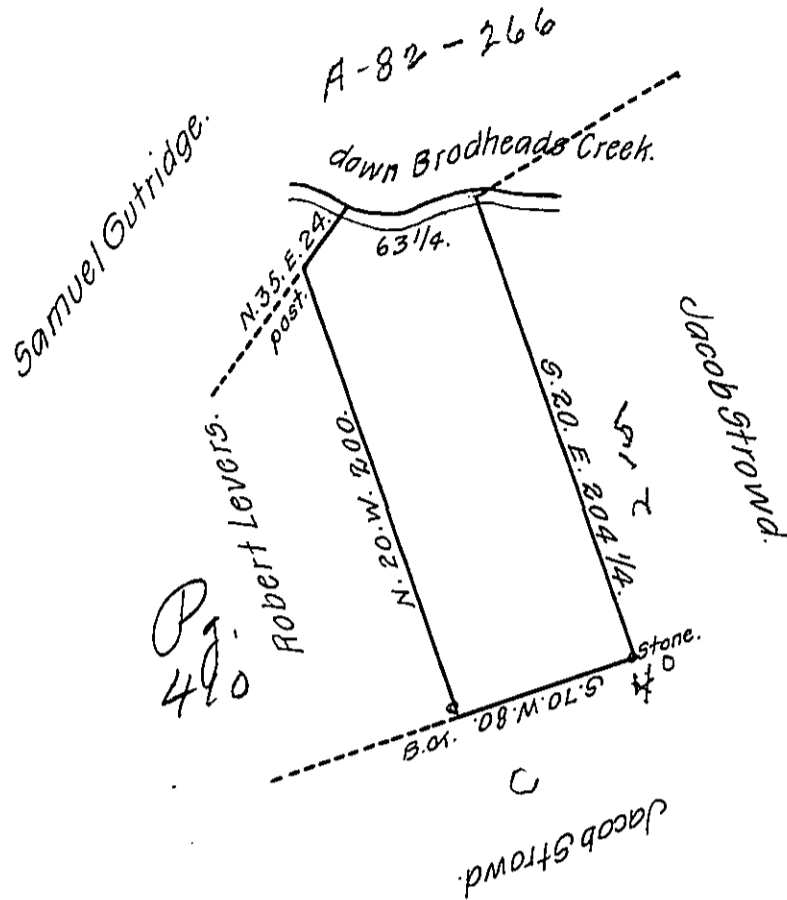 A-82-266
Samuel Gutridge.
down Brodheads Creek.
63 1/4.
N.35. E. 24.
post.
Jacob Strowd.
S. 20. E. 204 1/4.
N. 20. W. 200.
Robert Levers.
Pg.
410
Stone.
S. 70. W. 80.
B.O.
C
Jacob Strowd.